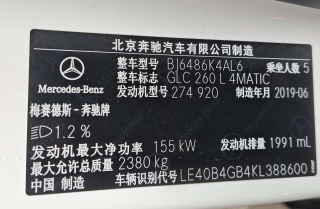 北京奔驰汽车有限公司制造
整车型号 BJ6486K4AL6 乘坐人数 5
整车标志 GLC 260 L 4MATIC
Mercedes-Benz 发动机型号 274 920 制造年月 2019-06
梅赛德斯-奔驰牌
1.2 %
发动机最大净功率 155 kW 发动机排量 1991 mL
最大允许总质量 2380 kg
中国 制造 车辆识别代号 LE40B4GB4KL388600